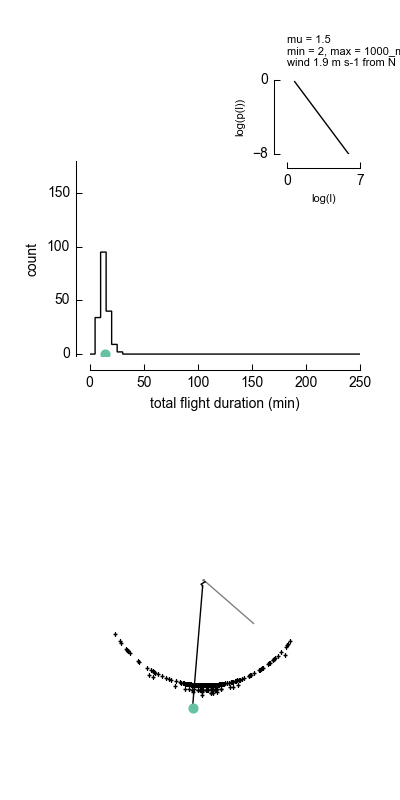 mu = 1.5
min = 2, max = 1000_m
wind 1.9 m s-1 from N
log(p(l))
0
−8
0 7
log(l)
count
150
100
50
0
0 50 100 150 200 250
total flight duration (min)